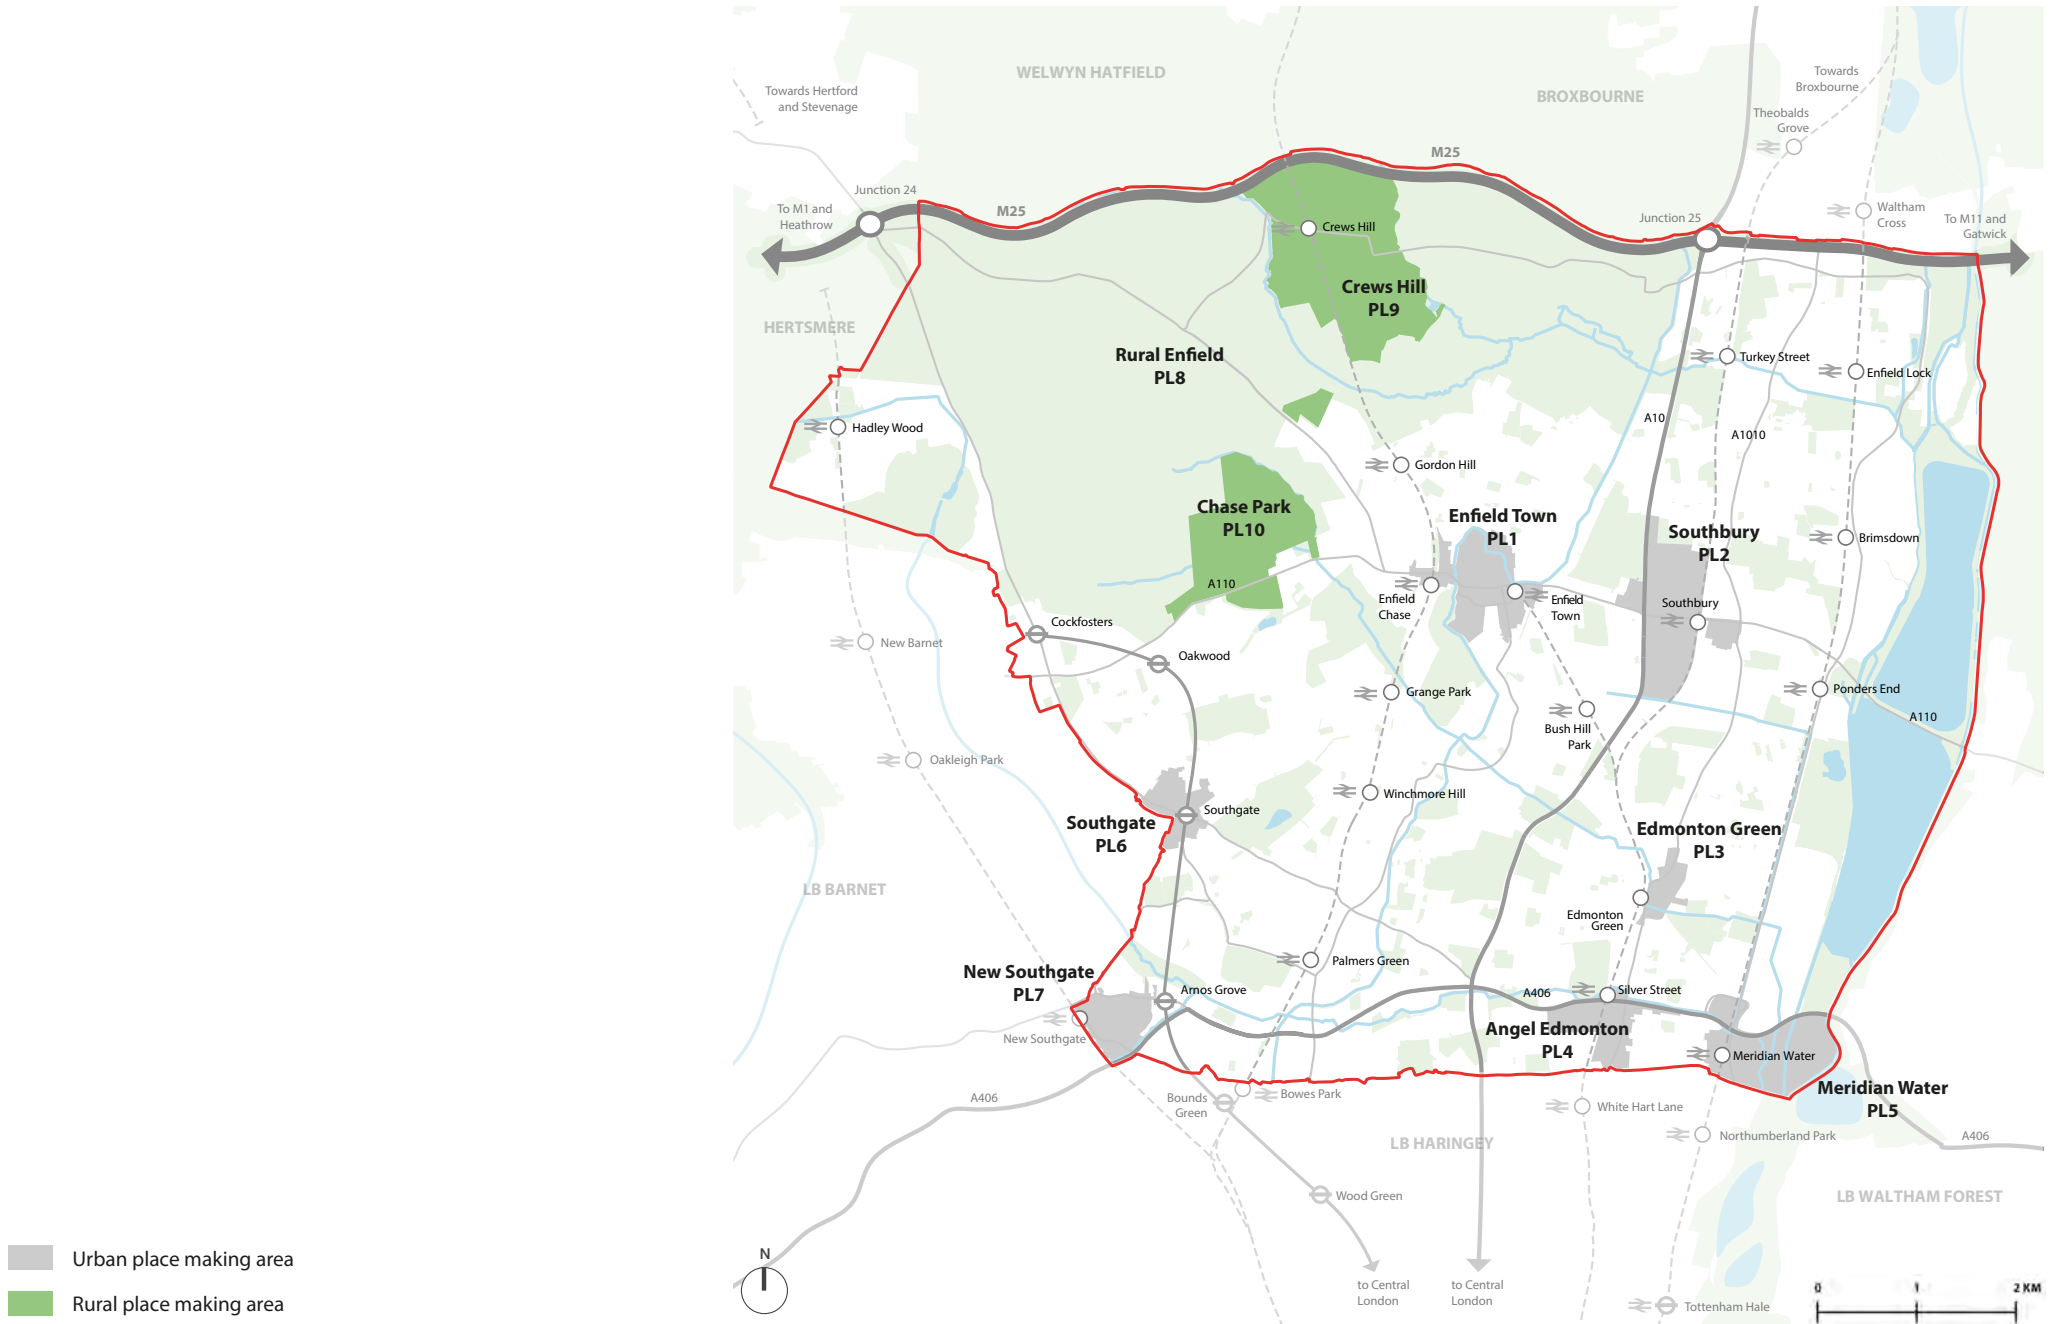 WELWYN HATFIELD
BROXBOURNE
Towards Hertford
and Stevenage
Towards
Broxbourne
Theobalds
Grove
M25
Junction 24
To M1 and
Heathrow
M25
Waltham
Cross
Junction 25
To M11 and
Gatwick
Crews Hill
Crews Hill
PL9
HERTSMERE
Rural Enfield
PL8
Turkey Street
Enfield Lock
A10
A1010
Hadley Wood
Gordon Hill
Chase Park
PL10
Enfield Town
PL1
Southbury
PL2
Brimsdown
A110
Enfield
Chase
Enfield
Town
Southbury
Cockfosters
New Barnet
Oakwood
Grange Park
Ponders End
A110
Bush Hill
Park
Oakleigh Park
Winchmore Hill
Southgate
Southgate
PL6
Edmonton Green
PL3
LB BARNET
Edmonton
Green
Palmers Green
New Southgate
PL7
Arnos Grove
A406
Silver Street
New Southgate
Angel Edmonton
PL4
Meridian Water
Meridian Water
PL5
A406
Bounds
Green
Bowes Park
White Hart Lane
LB HARINGEY
Northumberland Park
A406
Wood Green
LB WALTHAM FOREST
Urban place making area
Rural place making area
N
to Central
London
to Central
London
Tottenham Hale
0 1 2 KM